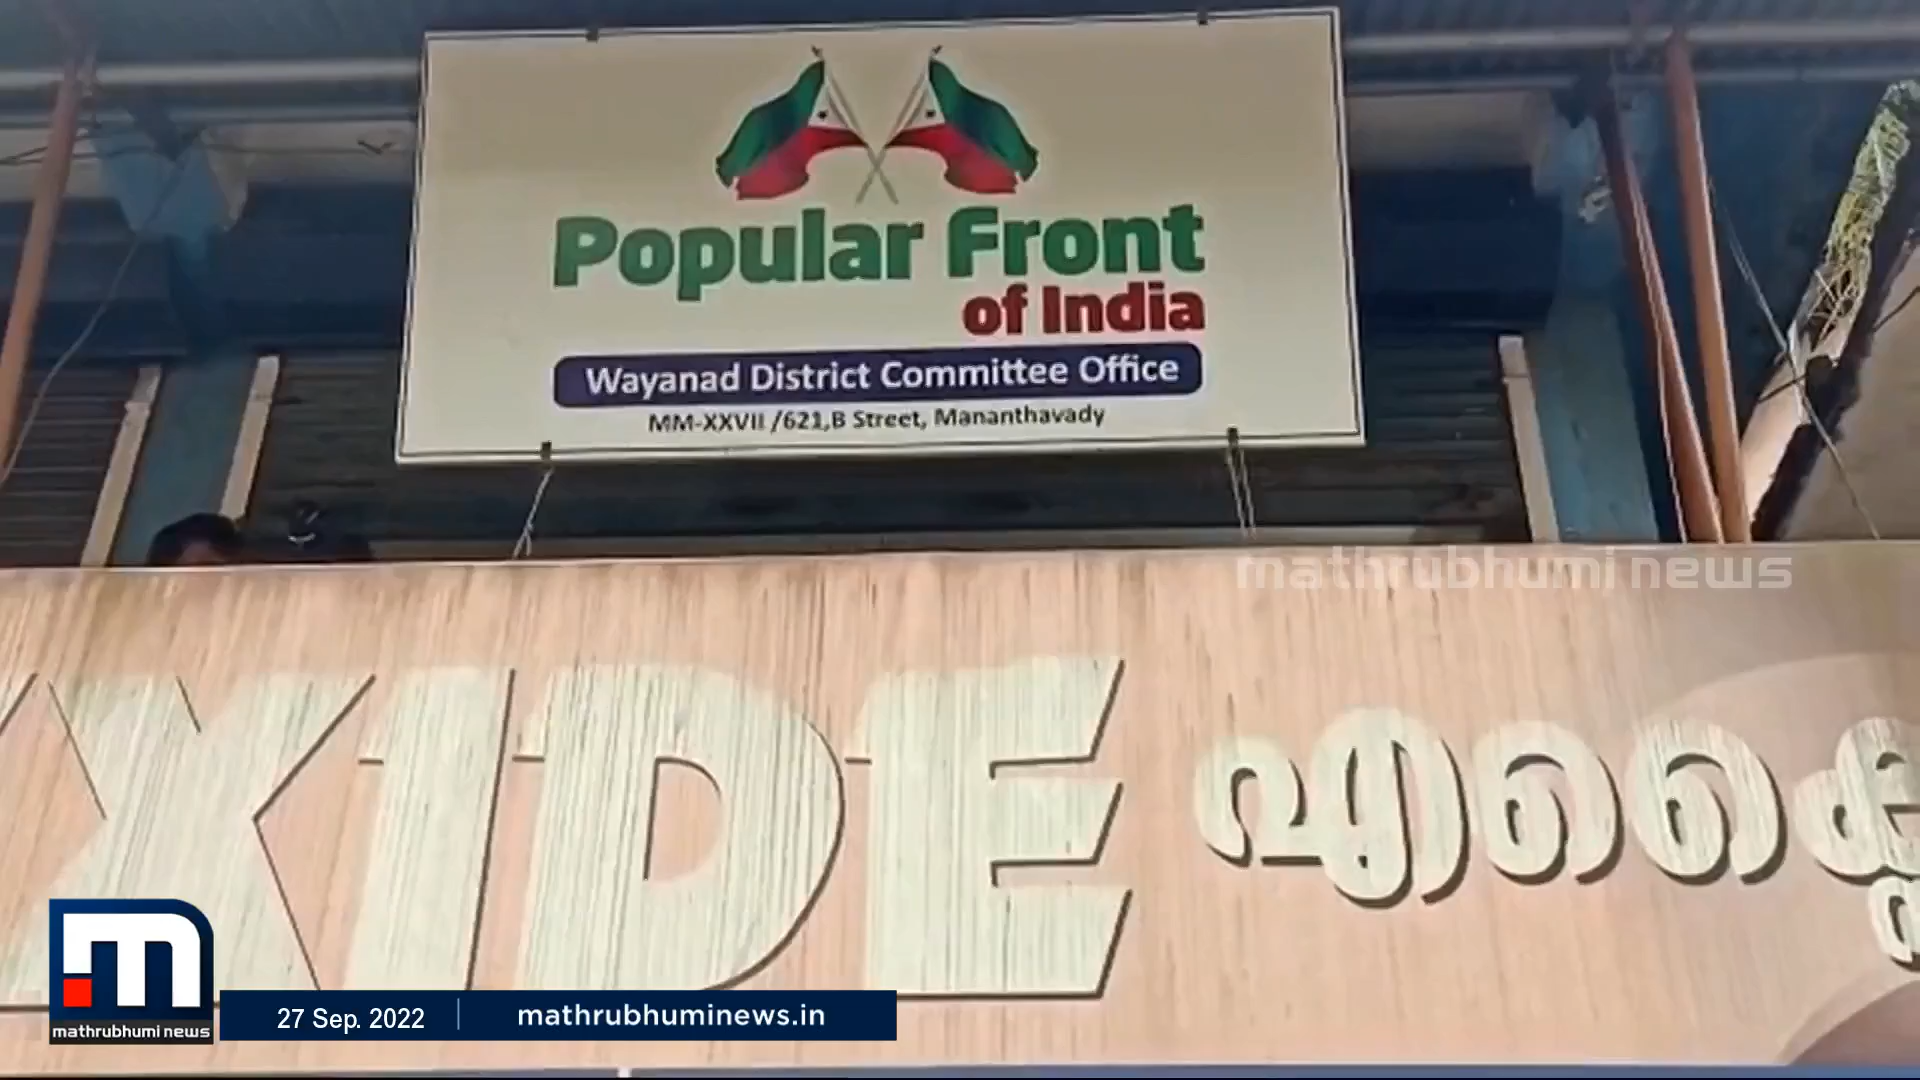 Popular Front
of India
Wayanad District Committee Office
MM-XXVII /621,B Street, Mananthavady
mathrubhumi news
XIDE
mathrubhumi news
27 Sep. 2022
mathrubhuminews.in